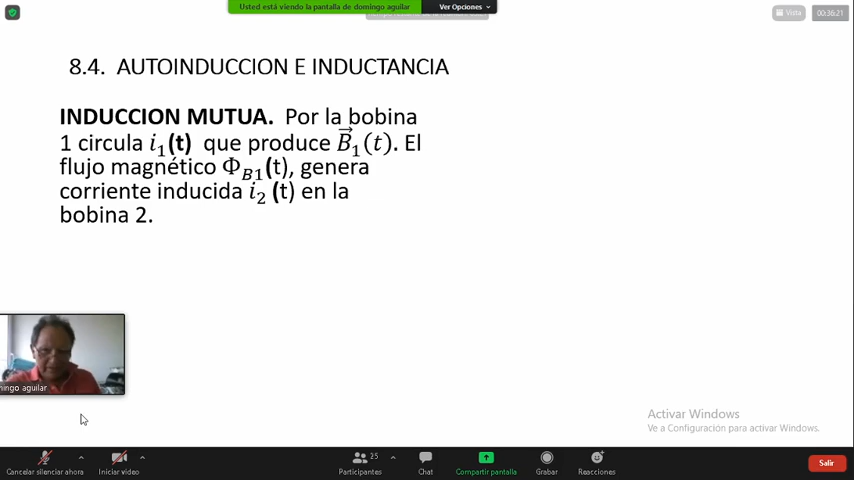 Usted está viendo la pantalla de domingo aguilar
Ver Opciones
Vista
00:36:21
8.4. AUTOINDUCCION E INDUCTANCIA
INDUCCION MUTUA. Por la bobina
1 circula i₁(t) que produce B⃗₁(t). El
flujo magnético Φ_B1(t), genera
corriente inducida i₂ (t) en la
bobina 2.
aguilar
Activar Windows
Ve a Configuración para activar Windows.
Cancelar silenciar ahora
Iniciar video
25
Participantes
Chat
Compartir pantalla
Grabar
Reacciones
Salir